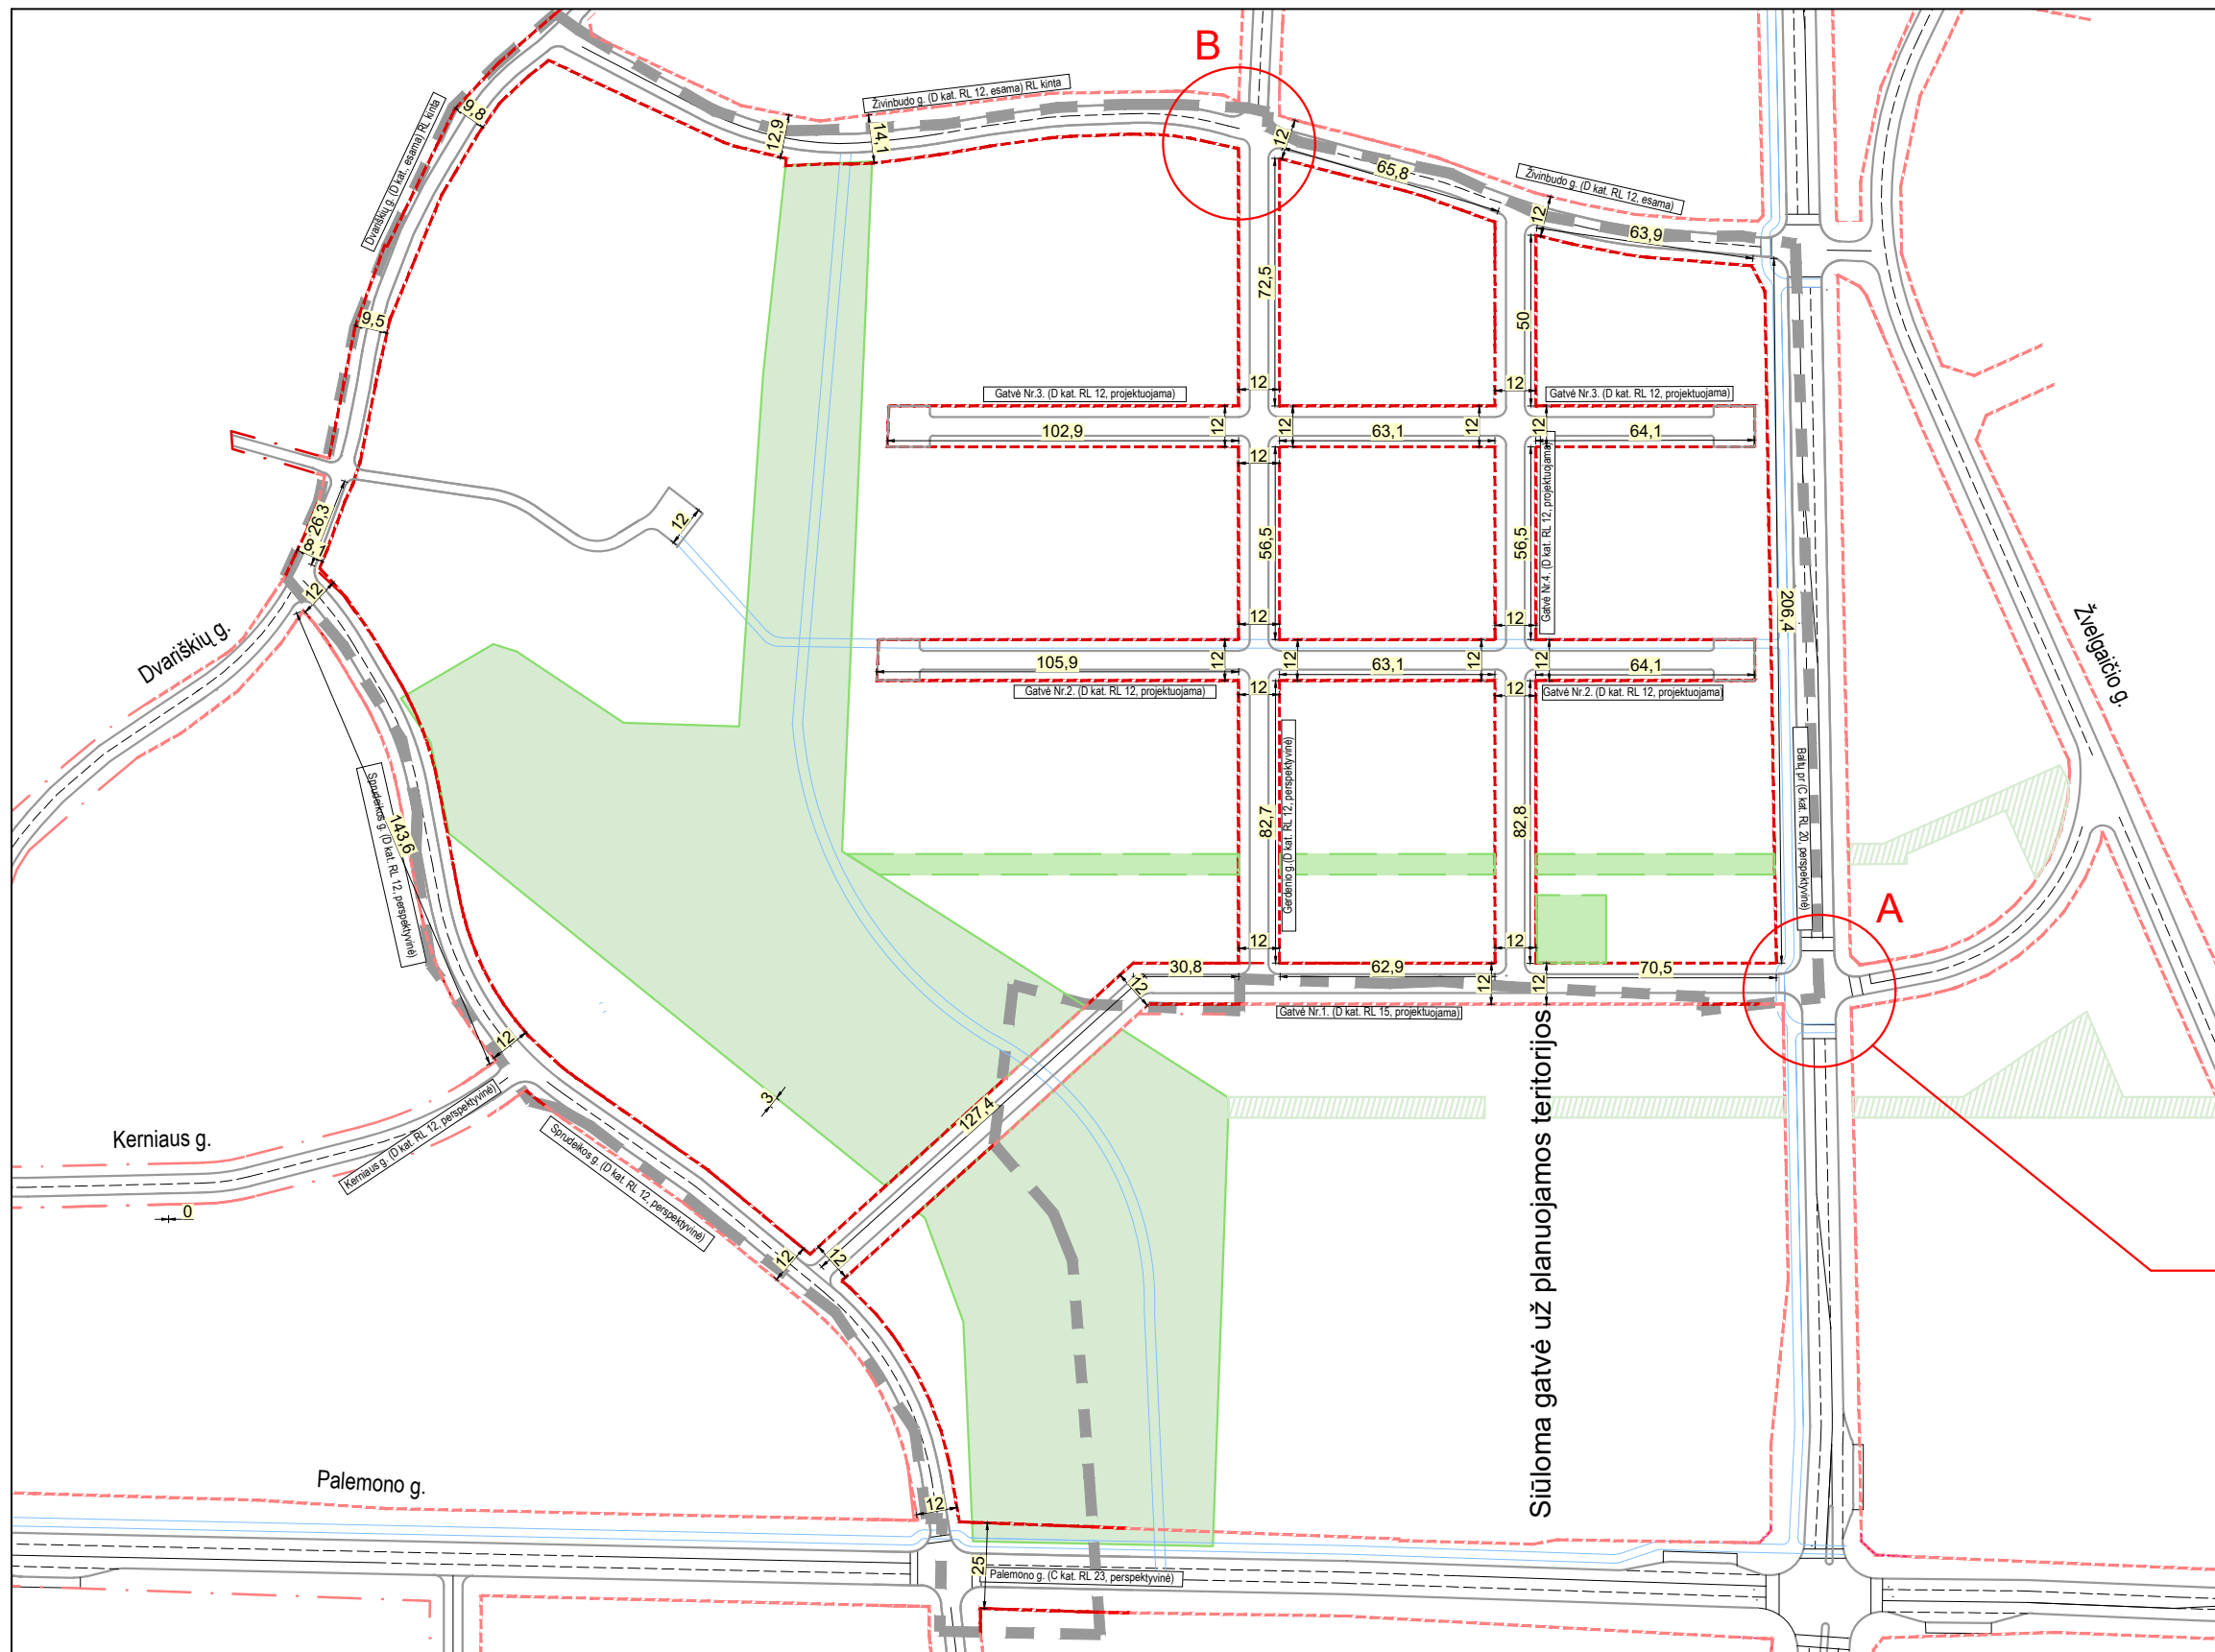 B
Živinbudo g. (D kat. RL 12, esama) RL kinta
Dvariškių g. (D kat., esama) RL kinta
9,8
12,9
14,1
12
65,8
Živinbudo g. (D kat. RL 12, esama)
12
63,9
9,5
72,5
50
Gatvė Nr.3. (D kat. RL 12, projektuojama)
12
12
Gatvė Nr.3. (D kat. RL 12, projektuojama)
102,9
12
12
63,1
12
12
64,1
12
Gatvė Nr.4. (D kat. RL 12, projektuojama)
26,3
8,1
12
12
56,5
56,5
206,4
Žvelgaičio g.
Dvariškių g.
12
12
105,9
12
12
63,1
12
12
64,1
Gatvė Nr.2. (D kat. RL 12, projektuojama)
12
12
Gatvė Nr.2. (D kat. RL 12, projektuojama)
Gerdenio g.(D kat. RL 12, perspektyvinė)
Baltų pr (C kat. RL 20, perspektyvinė)
Sprudeikos g. (D kat. RL 12, perspektyvinė)
143,6
82,7
82,8
A
12
12
30,8
62,9
70,5
12
12
12
Gatvė Nr.1. (D kat. RL 15, projektuojama)
Siūloma gatvė už planuojamos teritorijos
12
3
127,4
Kerniaus g.
Kerniaus g. (D kat. RL 12, perspektyvinė)
Sprudeikos g. (D kat. RL 12, perspektyvinė)
0
12
12
Palemono g.
12
25
Palemono g. (C kat. RL 23, perspektyvinė)